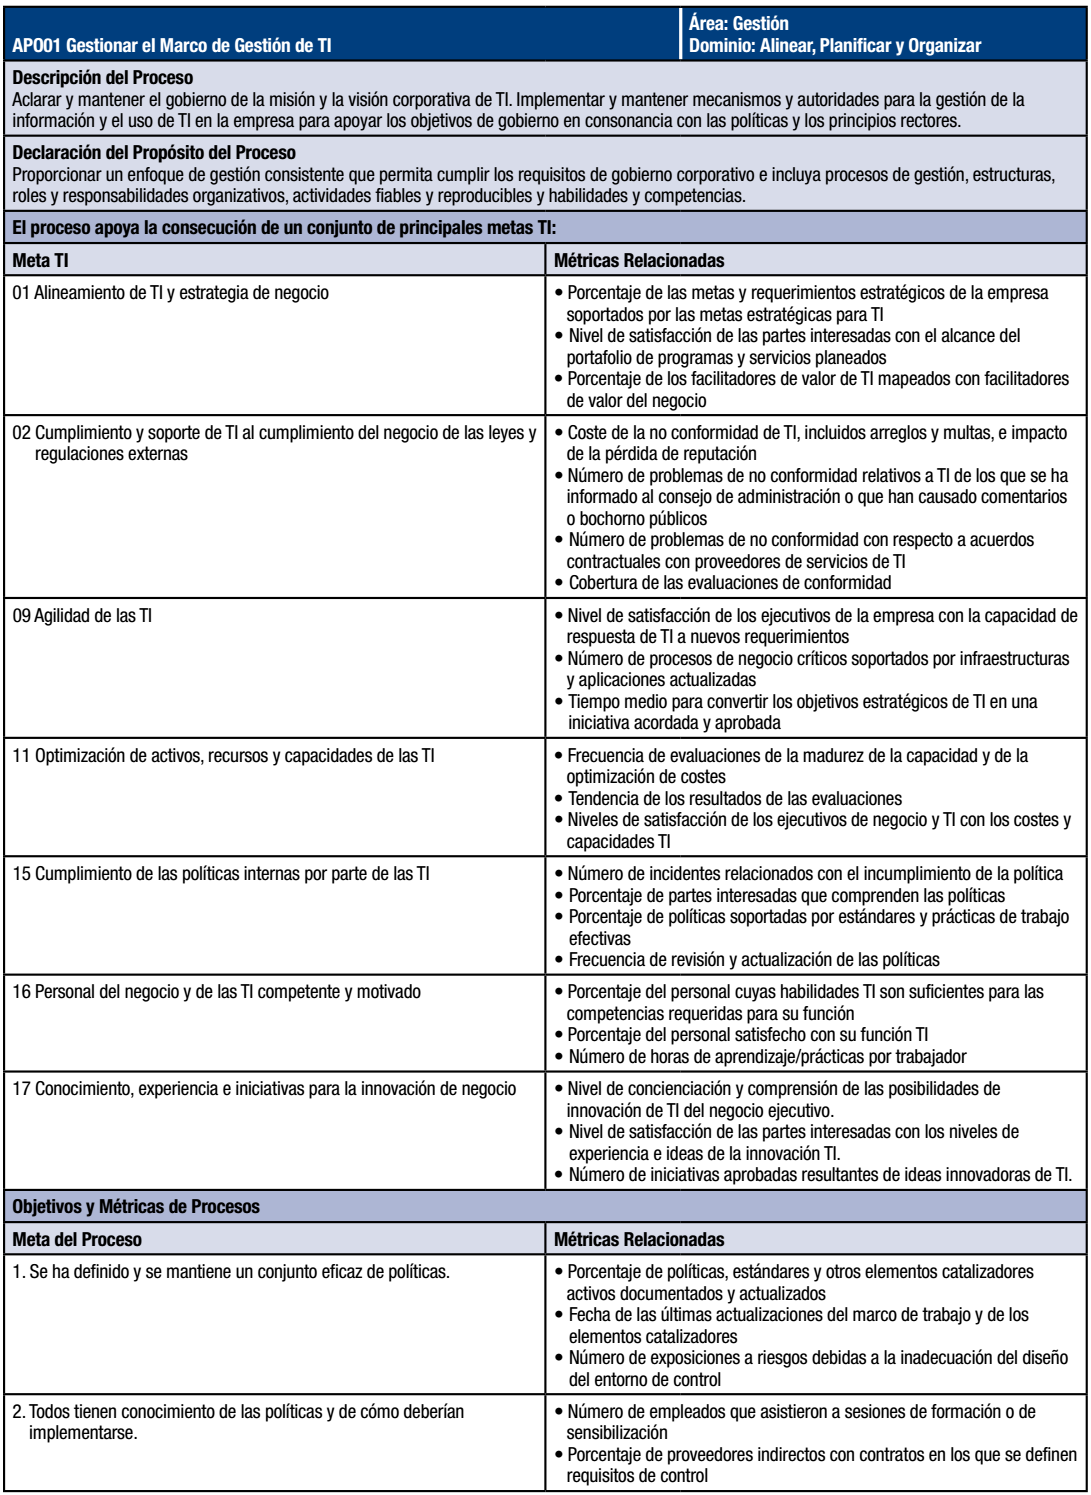 APO01 Gestionar el Marco de Gestión de TI
Área: Gestión
Dominio: Alinear, Planificar y Organizar
Descripción del Proceso
Aclarar y mantener el gobierno de la misión y la visión corporativa de TI. Implementar y mantener mecanismos y autoridades para la gestión de la
información y el uso de TI en la empresa para apoyar los objetivos de gobierno en consonancia con las políticas y los principios rectores.
Declaración del Propósito del Proceso
Proporcionar un enfoque de gestión consistente que permita cumplir los requisitos de gobierno corporativo e incluya procesos de gestión, estructuras,
roles y responsabilidades organizativos, actividades fiables y reproducibles y habilidades y competencias.
El proceso apoya la consecución de un conjunto de principales metas TI:
Meta TI
Métricas Relacionadas
01 Alineamiento de TI y estrategia de negocio
• Porcentaje de las metas y requerimientos estratégicos de la empresa
soportados por las metas estratégicas para TI
• Nivel de satisfacción de las partes interesadas con el alcance del
portafolio de programas y servicios planeados
• Porcentaje de los facilitadores de valor de TI mapeados con facilitadores
de valor del negocio
02 Cumplimiento y soporte de TI al cumplimiento del negocio de las leyes y
regulaciones externas
• Coste de la no conformidad de TI, incluidos arreglos y multas, e impacto
de la pérdida de reputación
• Número de problemas de no conformidad relativos a TI de los que se ha
informado al consejo de administración o que han causado comentarios
o bochorno públicos
• Número de problemas de no conformidad con respecto a acuerdos
contractuales con proveedores de servicios de TI
• Cobertura de las evaluaciones de conformidad
09 Agilidad de las TI
• Nivel de satisfacción de los ejecutivos de la empresa con la capacidad de
respuesta de TI a nuevos requerimientos
• Número de procesos de negocio críticos soportados por infraestructuras
y aplicaciones actualizadas
• Tiempo medio para convertir los objetivos estratégicos de TI en una
iniciativa acordada y aprobada
11 Optimización de activos, recursos y capacidades de las TI
• Frecuencia de evaluaciones de la madurez de la capacidad y de la
optimización de costes
• Tendencia de los resultados de las evaluaciones
• Niveles de satisfacción de los ejecutivos de negocio y TI con los costes y
capacidades TI
15 Cumplimiento de las políticas internas por parte de las TI
• Número de incidentes relacionados con el incumplimiento de la política
• Porcentaje de partes interesadas que comprenden las políticas
• Porcentaje de políticas soportadas por estándares y prácticas de trabajo
efectivas
• Frecuencia de revisión y actualización de las políticas
16 Personal del negocio y de las TI competente y motivado
• Porcentaje del personal cuyas habilidades TI son suficientes para las
competencias requeridas para su función
• Porcentaje del personal satisfecho con su función TI
• Número de horas de aprendizaje/prácticas por trabajador
17 Conocimiento, experiencia e iniciativas para la innovación de negocio
• Nivel de concienciación y comprensión de las posibilidades de
innovación de TI del negocio ejecutivo.
• Nivel de satisfacción de las partes interesadas con los niveles de
experiencia e ideas de la innovación TI.
• Número de iniciativas aprobadas resultantes de ideas innovadoras de TI.
Objetivos y Métricas de Procesos
Meta del Proceso
Métricas Relacionadas
1. Se ha definido y se mantiene un conjunto eficaz de políticas.
• Porcentaje de políticas, estándares y otros elementos catalizadores
activos documentados y actualizados
• Fecha de las últimas actualizaciones del marco de trabajo y de los
elementos catalizadores
• Número de exposiciones a riesgos debidas a la inadecuación del diseño
del entorno de control
2. Todos tienen conocimiento de las políticas y de cómo deberían
implementarse.
• Número de empleados que asistieron a sesiones de formación o de
sensibilización
• Porcentaje de proveedores indirectos con contratos en los que se definen
requisitos de control